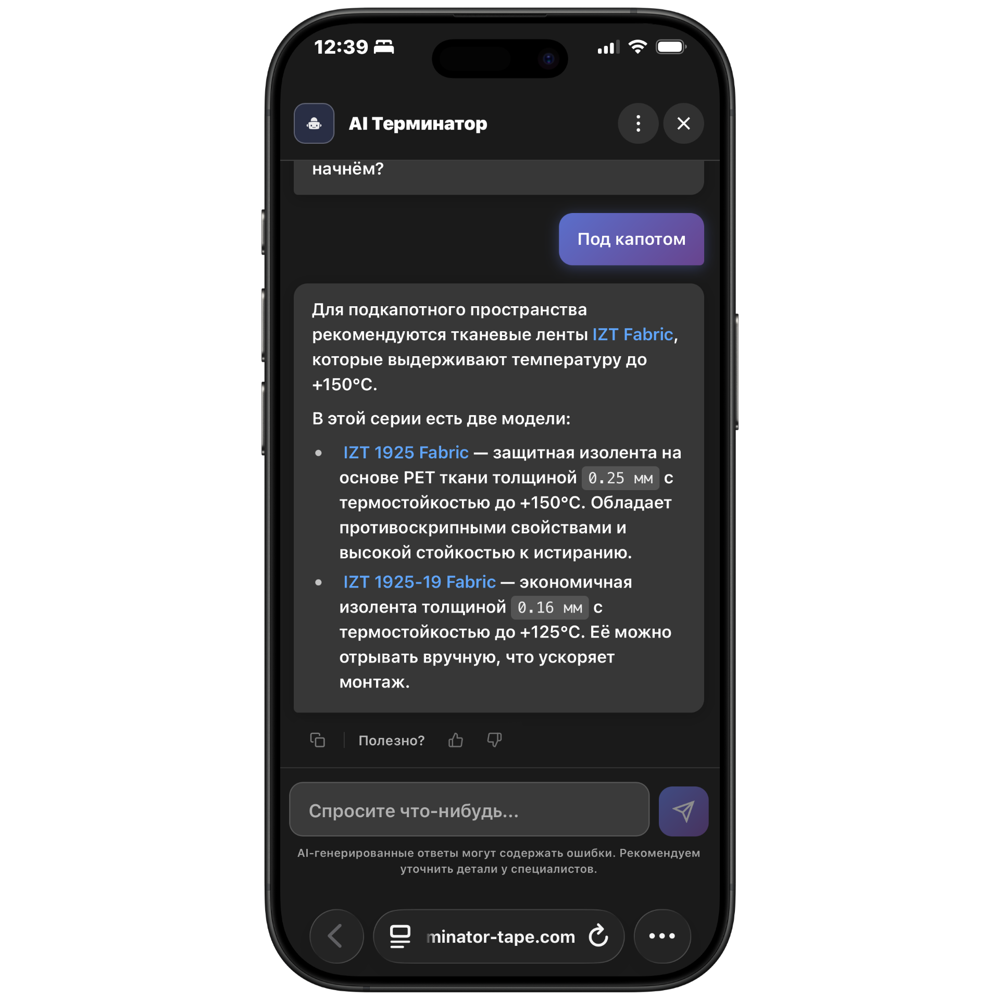 12:39
AI Терминатор
начнём?
Под капотом
Для подкапотного пространства
рекомендуются тканевые ленты IZT Fabric,
которые выдерживают температуру до
+150°C.
В этой серии есть две модели:
• IZT 1925 Fabric — защитная изолента на
основе PET ткани толщиной 0.25 мм с
термостойкостью до +150°C. Обладает
противоскрипными свойствами и
высокой стойкостью к истиранию.
• IZT 1925-19 Fabric — экономичная
изолента толщиной 0.16 мм с
термостойкостью до +125°C. Её можно
отрывать вручную, что ускоряет
монтаж.
Полезно?
Спросите что-нибудь...
AI-генерированные ответы могут содержать ошибки. Рекомендуем
уточнить детали у специалистов.
minator-tape.com